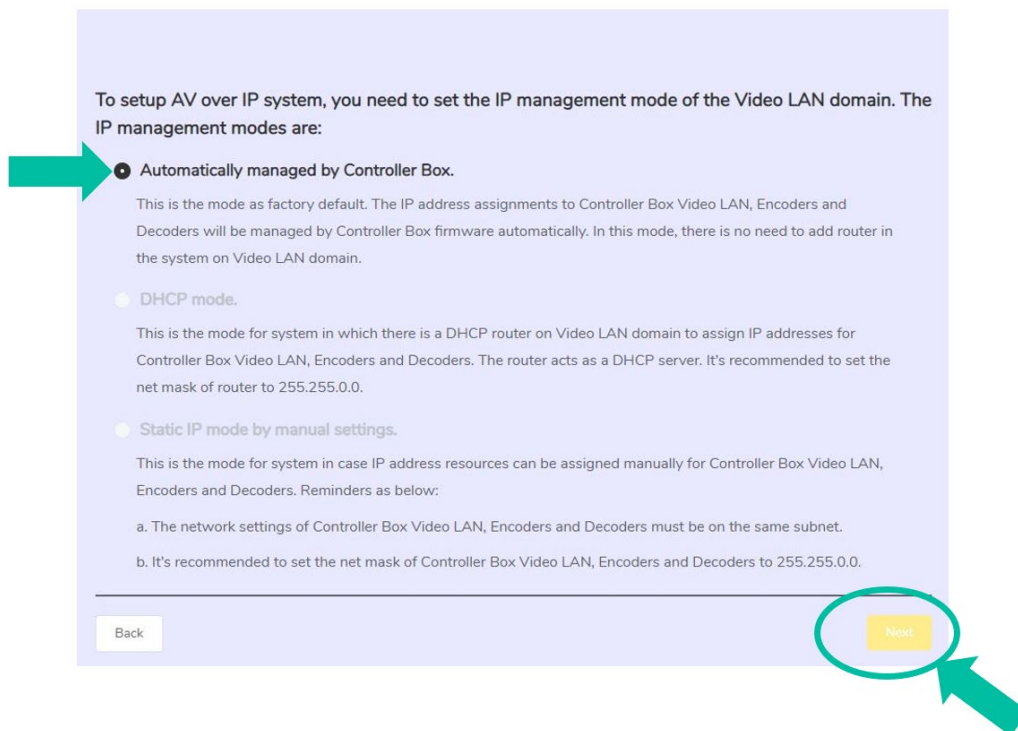 To setup AV over IP system, you need to set the IP management mode of the Video LAN domain. The
IP management modes are:
Automatically managed by Controller Box.
This is the mode as factory default. The IP address assignments to Controller Box Video LAN, Encoders and
Decoders will be managed by Controller Box firmware automatically. In this mode, there is no need to add router in
the system on Video LAN domain.
DHCP mode.
This is the mode for system in which there is a DHCP router on Video LAN domain to assign IP addresses for
Controller Box Video LAN, Encoders and Decoders. The router acts as a DHCP server. It's recommended to set the
net mask of router to 255.255.0.0.
Static IP mode by manual settings.
This is the mode for system in case IP address resources can be assigned manually for Controller Box Video LAN,
Encoders and Decoders. Reminders as below:
a. The network settings of Controller Box Video LAN, Encoders and Decoders must be on the same subnet.
b. It's recommended to set the net mask of Controller Box Video LAN, Encoders and Decoders to 255.255.0.0.
Back
Next